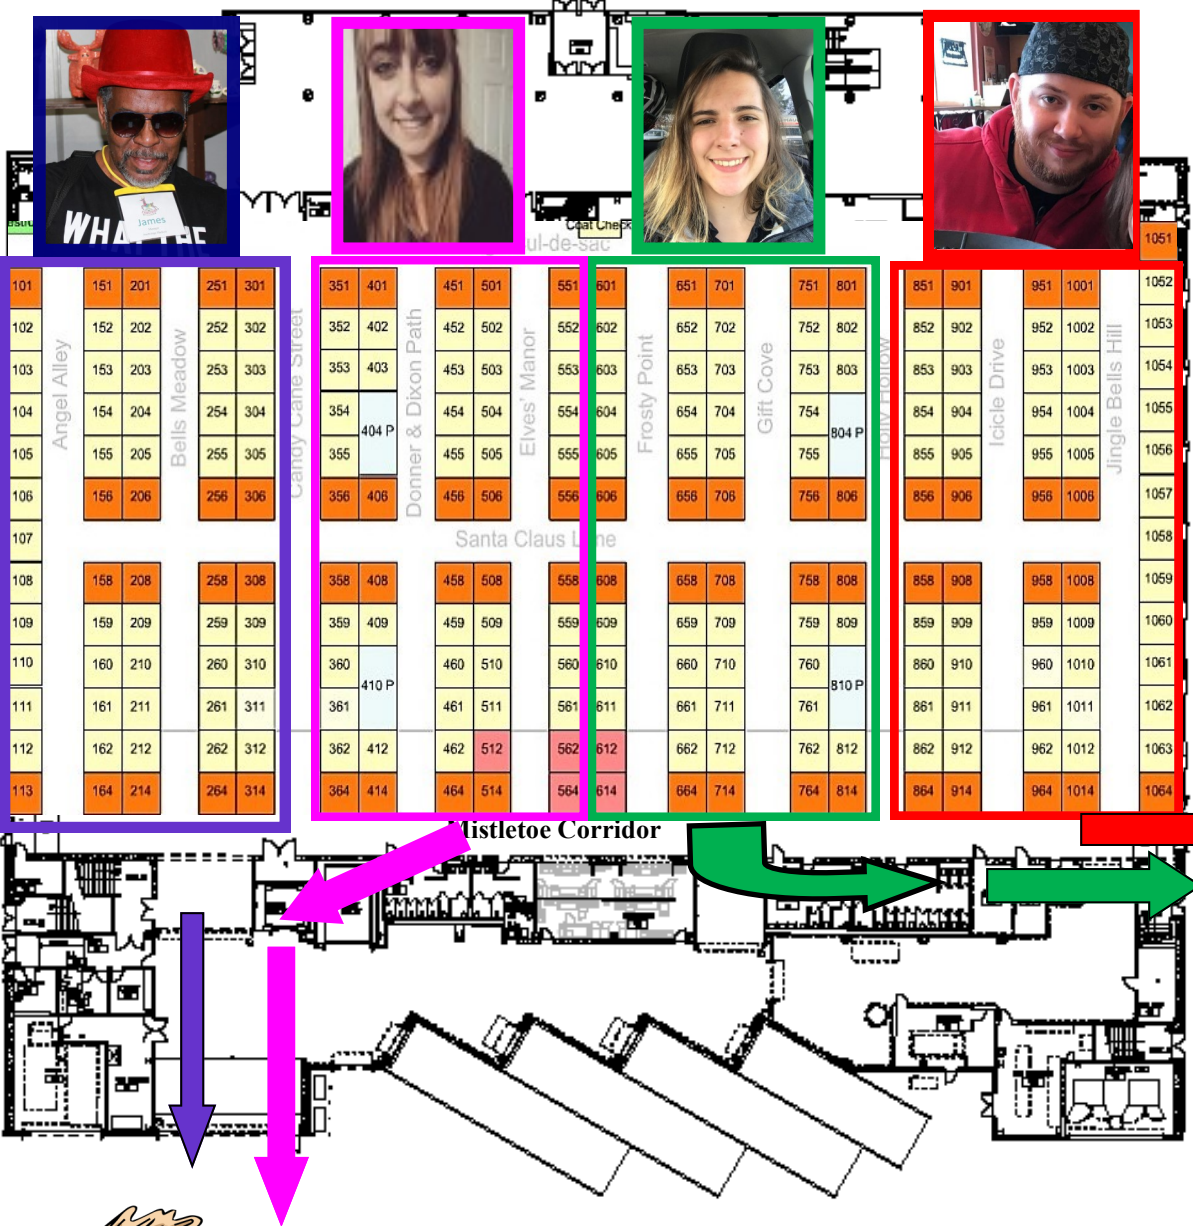 James
WHAT THE
Coat Check
ul-de-sac
1051
101 151 201 251 301 351 401 451 501 551 601 651 701 751 801 851 901 951 1001 1052
102 152 202 252 302 352 402 452 502 552 602 652 702 752 802 852 902 952 1002 1053
103 153 203 253 303 353 403 453 503 553 603 653 703 753 803 853 903 953 1003 1054
104 154 204 254 304 354 404 P 454 504 554 604 654 704 754 804 P 854 904 954 1004 1055
105 155 205 255 305 355 455 505 555 605 655 705 755 855 905 955 1005 1056
106 156 206 256 306 356 406 456 506 556 606 656 706 756 806 856 906 956 1006 1057
Angel Alley
Bells Meadow
Candy Cane Street
Donner & Dixon Path
Elves' Manor
Frosty Point
Gift Cove
Holly Hollow
Icicle Drive
Jingle Bells Hill
107 Santa Claus Lane 1058
108 158 208 258 308 358 408 458 508 558 608 658 708 758 808 858 908 958 1008 1059
109 159 209 259 309 359 409 459 509 559 609 659 709 759 809 859 909 959 1009 1060
110 160 210 260 310 360 410 P 460 510 560 610 660 710 760 810 P 860 910 960 1010 1061
111 161 211 261 311 361 461 511 561 611 661 711 761 861 911 961 1011 1062
112 162 212 262 312 362 412 462 512 562 612 662 712 762 812 862 912 962 1012 1063
113 164 214 264 314 364 414 464 514 564 614 664 714 764 814 864 914 964 1014 1064
Mistletoe Corridor